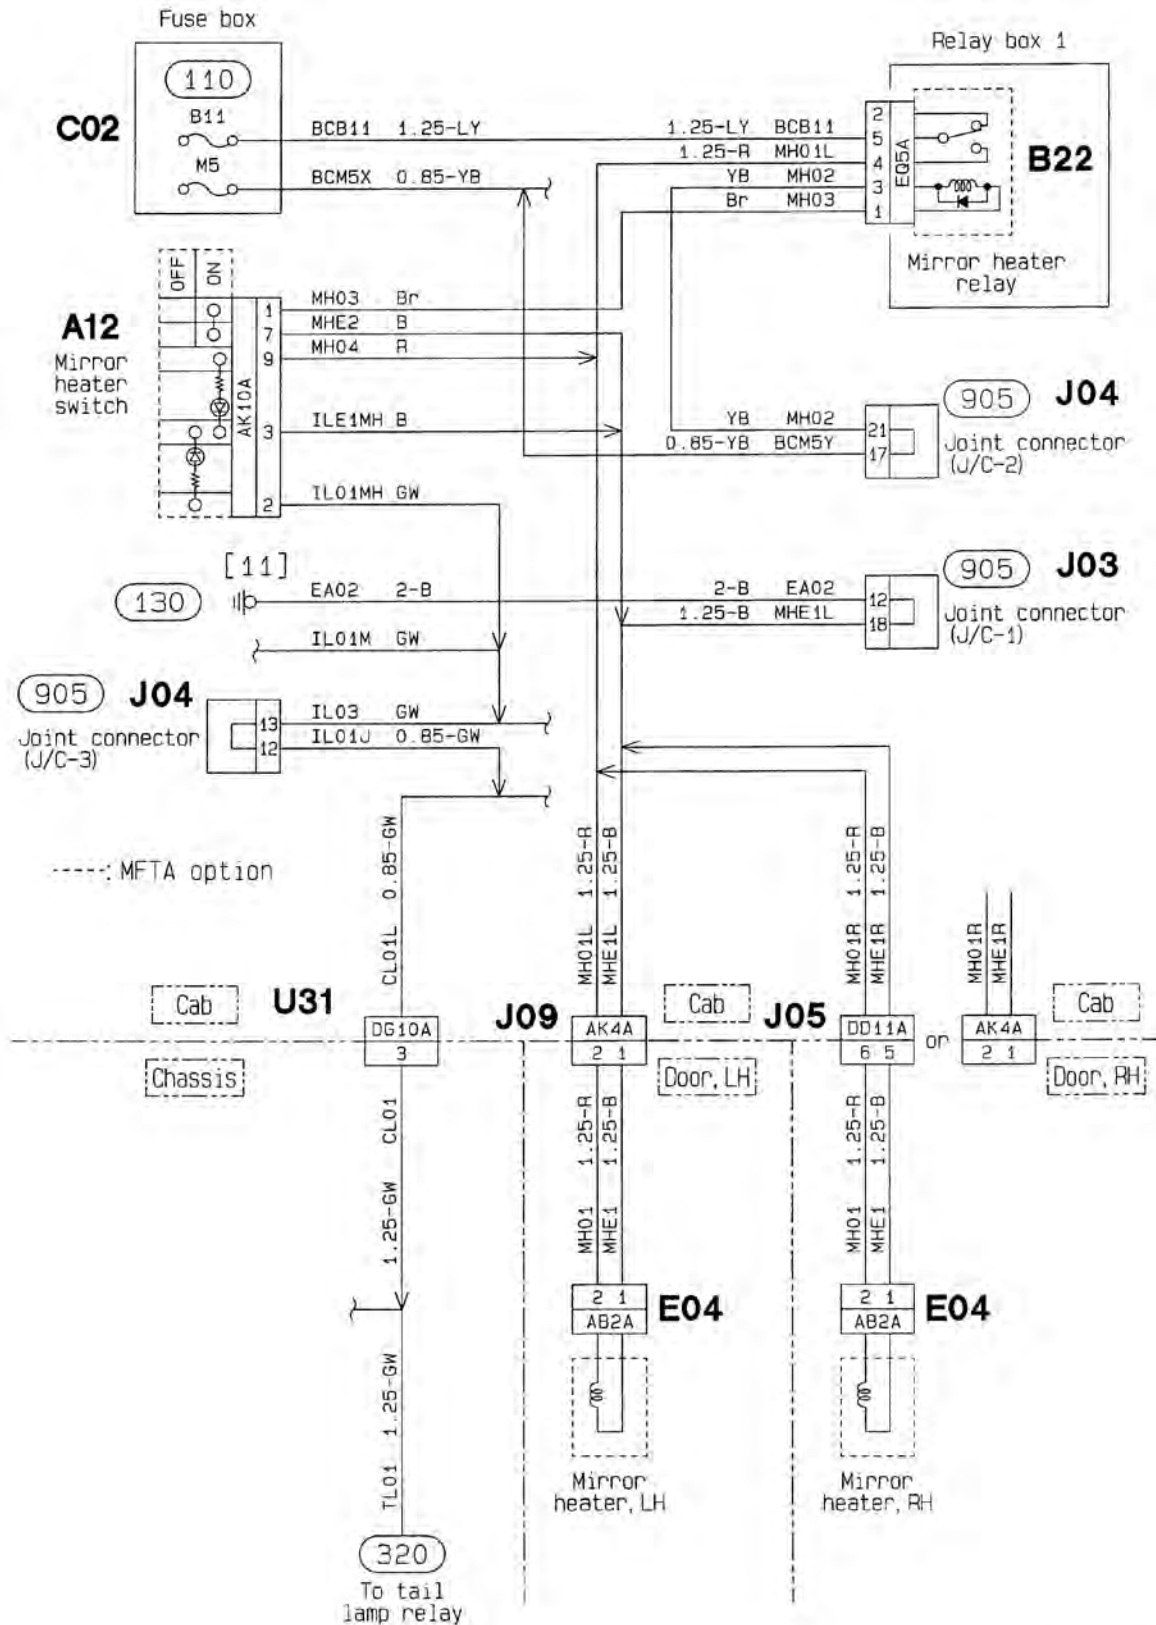 Fuse box
Relay box 1
110
C02
B11
M5
BCB11 1.25-LY
BCM5X 0.85-YB
1.25-LY BCB11
1.25-R MH01L
YB MH02
Br MH03
2
5
4
3
1
EQ5A
B22
Mirror heater
relay
OFF
ON
A12
Mirror
heater
switch
AK10A
1
7
9
3
2
MH03 Br
MHE2 B
MH04 R
ILE1MH B
IL01MH GW
905 J04
YB MH02
0.85-YB BCM5Y
21
17
Joint connector
(J/C-2)
[11]
130
EA02 2-B
2-B EA02
1.25-B MHE1L
12
18
905 J03
Joint connector
(J/C-1)
IL01M GW
905 J04
Joint connector
(J/C-3)
13
12
IL03 GW
IL01J 0.85-GW
-----: MFTA option
CL01L 0.85-GW
MH01L 1.25-R
MHE1L 1.25-B
MH01R 1.25-R
MHE1R 1.25-B
MH01R
MHE1R
Cab
U31
DG10A
3
J09
AK4A
2 1
Cab
J05
DD11A
6 5
or
AK4A
2 1
Cab
Chassis
Door, LH
Door, RH
1.25-GW CL01
MH01 1.25-R
MHE1 1.25-B
MH01 1.25-R
MHE1 1.25-B
2 1
AB2A
E04
2 1
AB2A
E04
TL01 1.25-GW
Mirror
heater, LH
Mirror
heater, RH
320
To tail
lamp relay